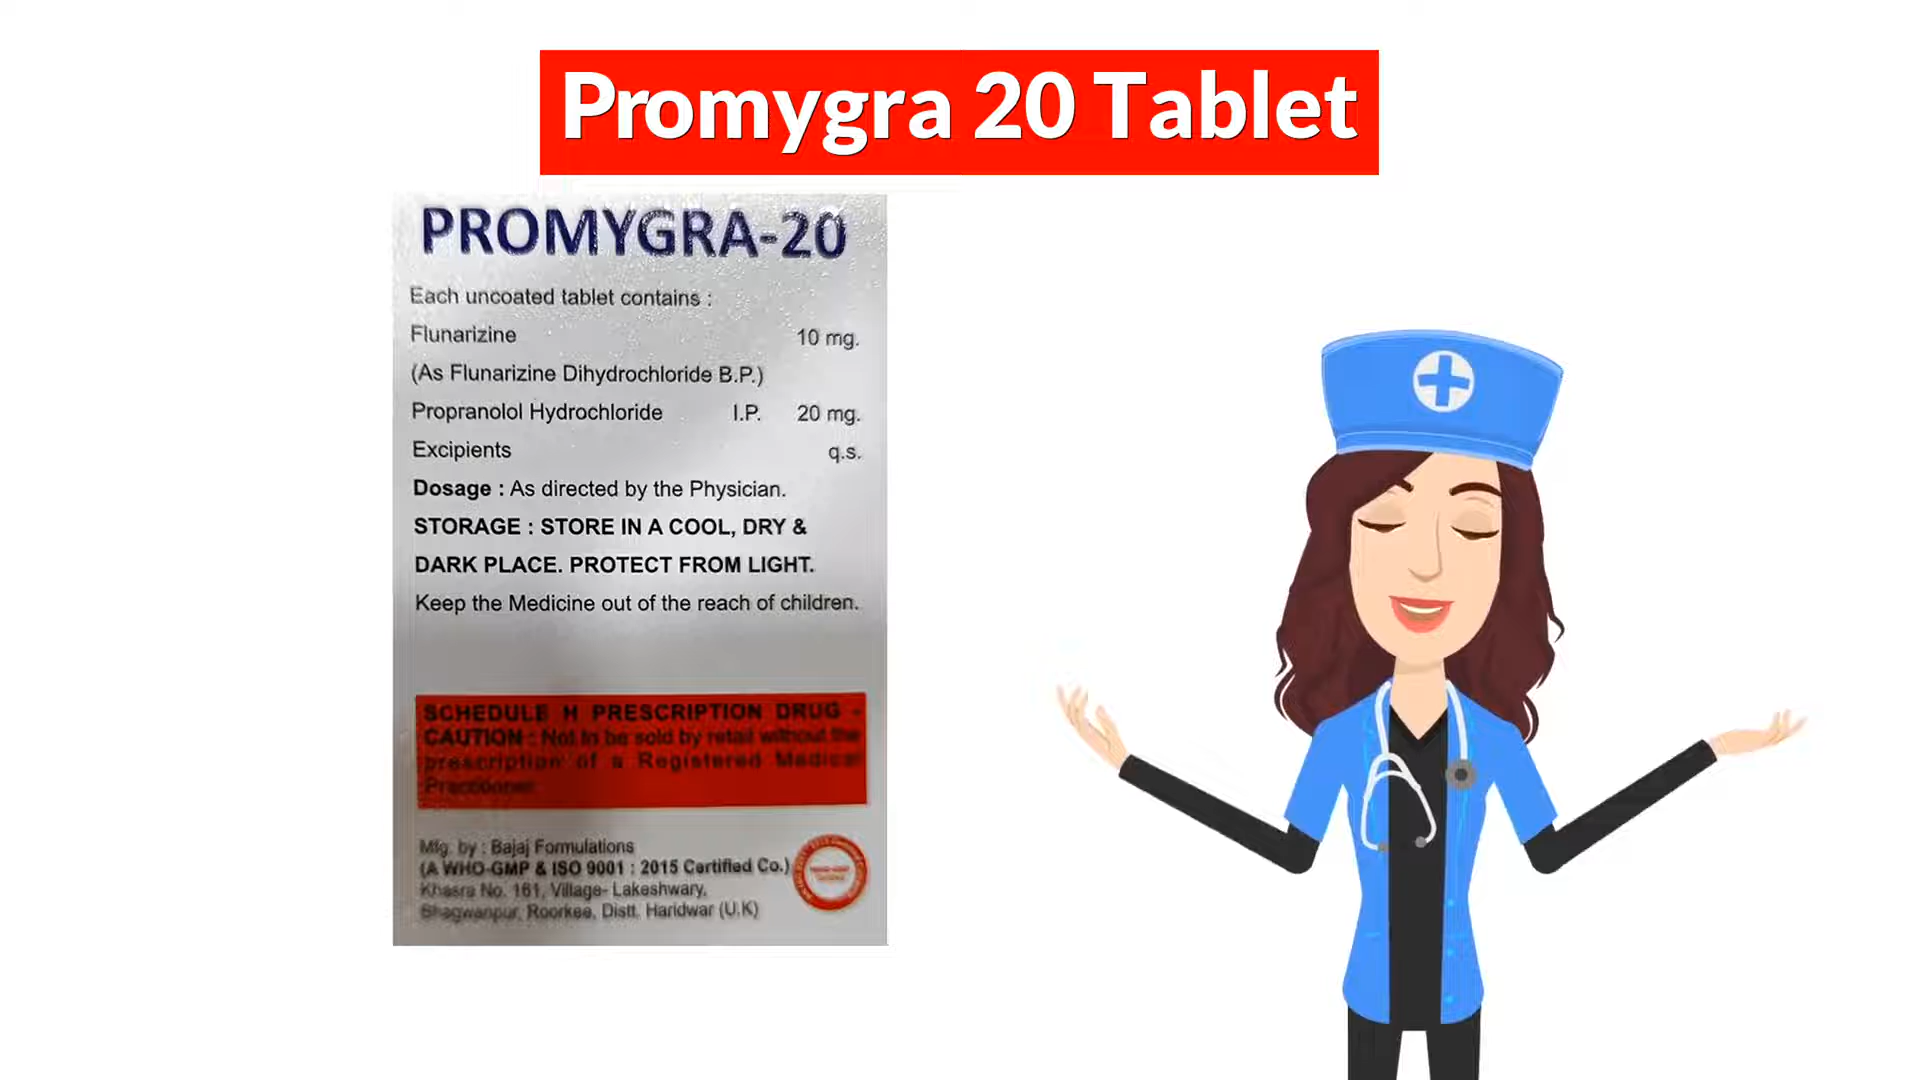 Promygra 20 Tablet
PROMYGRA-20
Each uncoated tablet contains :
Flunarizine 10 mg.
(As Flunarizine Dihydrochloride B.P.)
Propranolol Hydrochloride I.P. 20 mg.
Excipients q.s.
Dosage : As directed by the Physician.
STORAGE : STORE IN A COOL, DRY &
DARK PLACE. PROTECT FROM LIGHT.
Keep the Medicine out of the reach of children.
SCHEDULE H PRESCRIPTION DRUG -
CAUTION : Not to be sold by retail without the
prescription of a Registered Medical
Practitioner.
Mfg. by : Bajaj Formulations
(A WHO-GMP & ISO 9001 : 2015 Certified Co.)
Khasra No. 161, Village- Lakeshwary,
Bhagwanpur, Roorkee, Distt. Haridwar (U.K)